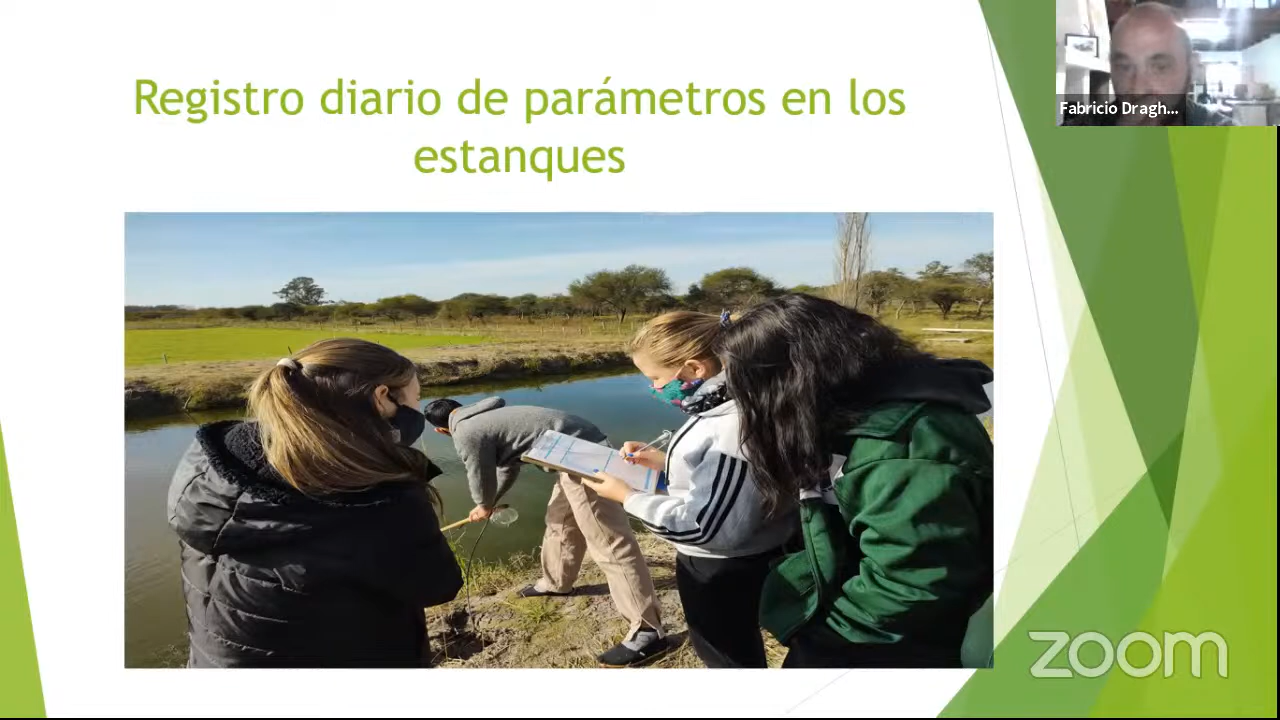 Registro diario de parámetros en los
estanques
Fabricio Dragh...
zoom